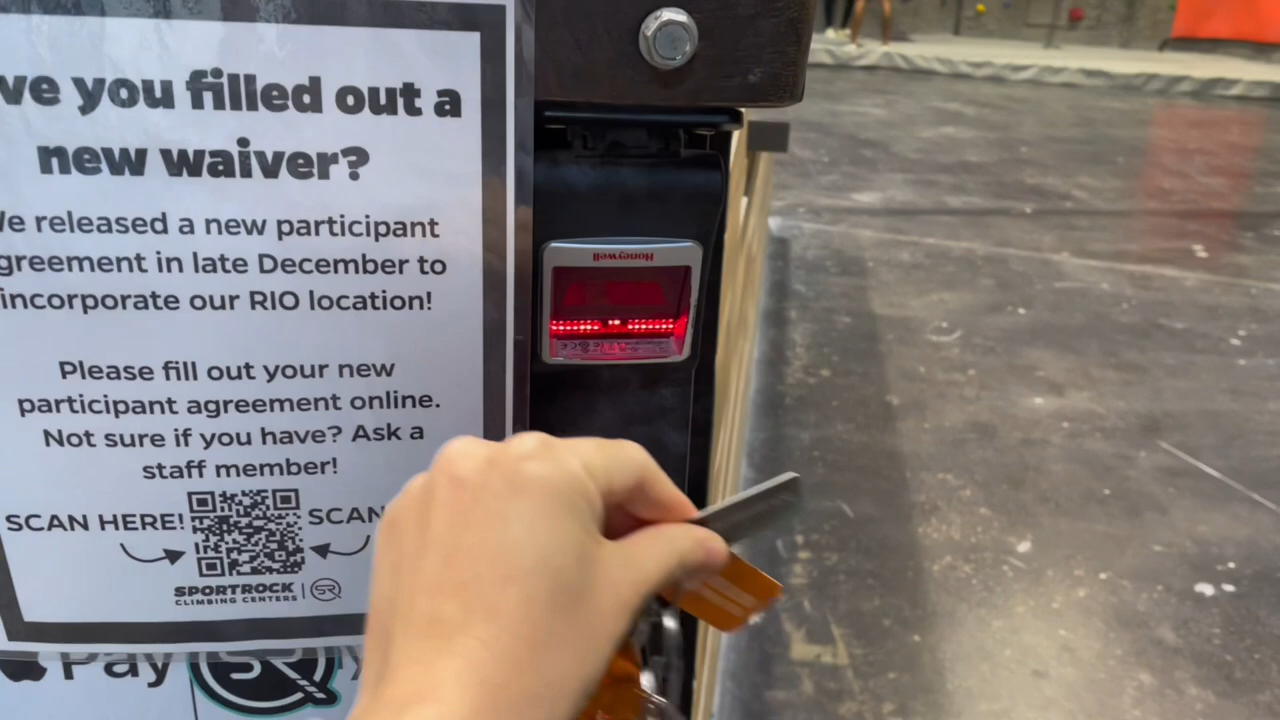 ve you filled out a
new waiver?
e released a new participant
greement in late December to
incorporate our RIO location!
Please fill out your new
participant agreement online.
Not sure if you have? Ask a
staff member!
SCAN HERE! SCAN
SPORTROCK SR
CLIMBING CENTERS
Pay SR
Honeywell